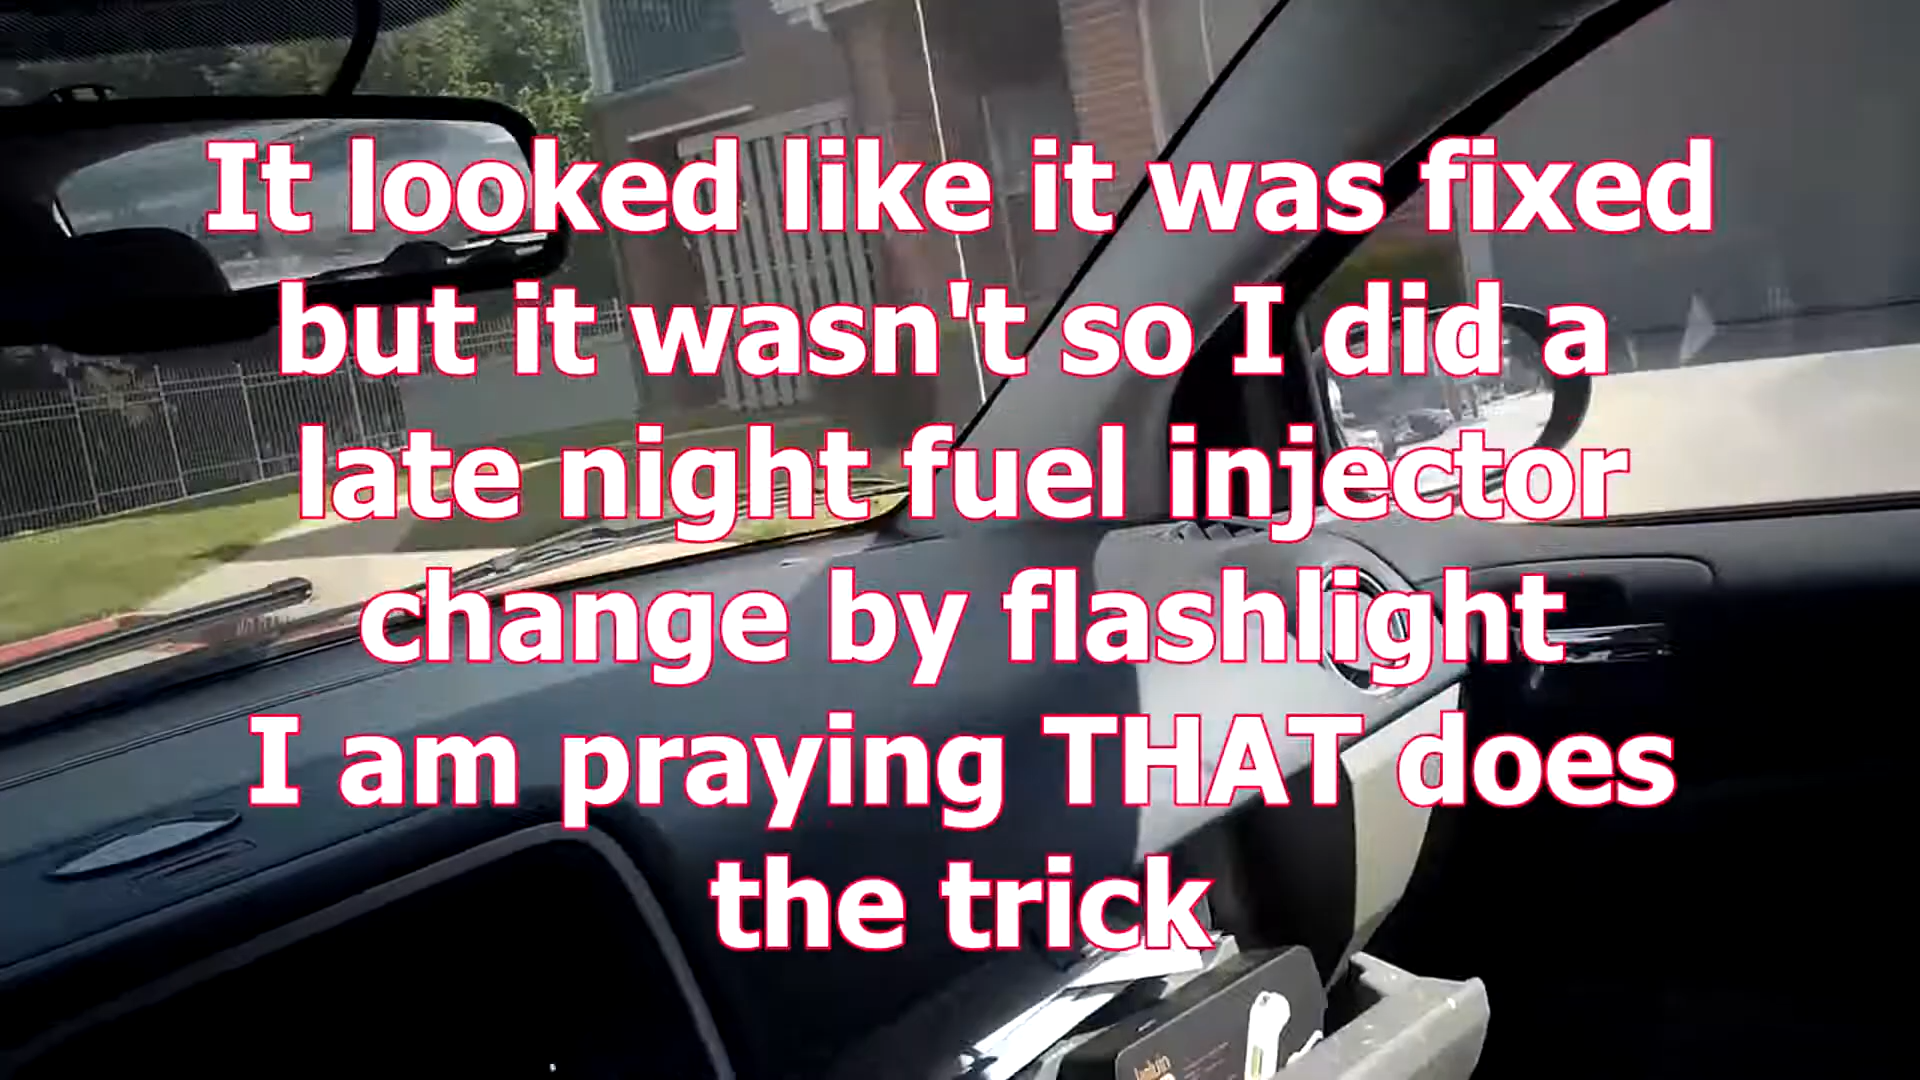 It looked like it was fixed
but it wasn't so I did a
late night fuel injector
change by flashlight
I am praying THAT does
the trick